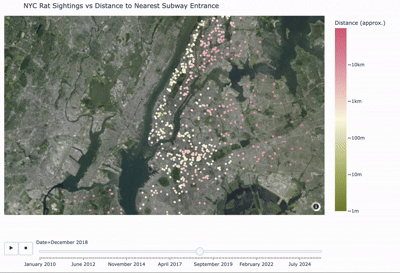 NYC Rat Sightings vs Distance to Nearest Subway Entrance
Distance (approx.)
10km
1km
100m
10m
1m
Date=December 2018
January 2010 June 2012 November 2014 April 2017 September 2019 February 2022 July 2024